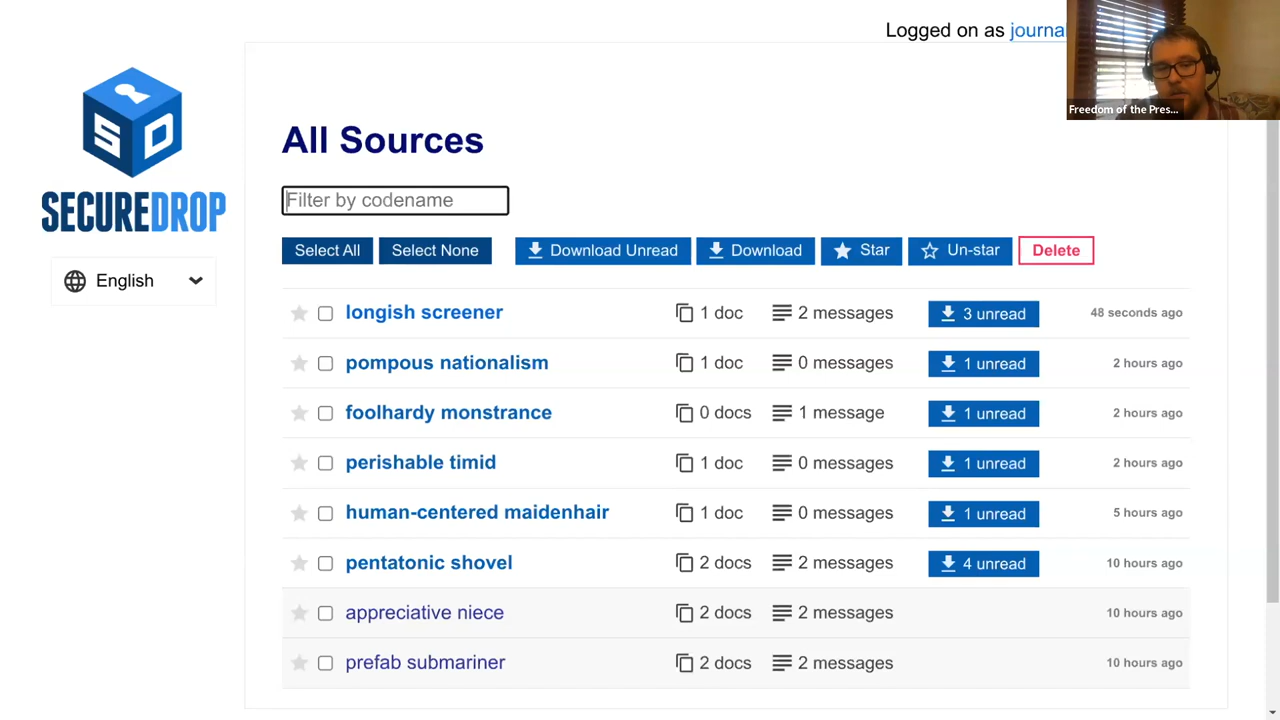 Logged on as journal
Freedom of the Pres...
SD
SECUREDROP
English
All Sources
Filter by codename
Select All Select None Download Unread Download Star Un-star Delete
longish screener 1 doc 2 messages 3 unread 48 seconds ago
pompous nationalism 1 doc 0 messages 1 unread 2 hours ago
foolhardy monstrance 0 docs 1 message 1 unread 2 hours ago
perishable timid 1 doc 0 messages 1 unread 2 hours ago
human-centered maidenhair 1 doc 0 messages 1 unread 5 hours ago
pentatonic shovel 2 docs 2 messages 4 unread 10 hours ago
appreciative niece 2 docs 2 messages 10 hours ago
prefab submariner 2 docs 2 messages 10 hours ago